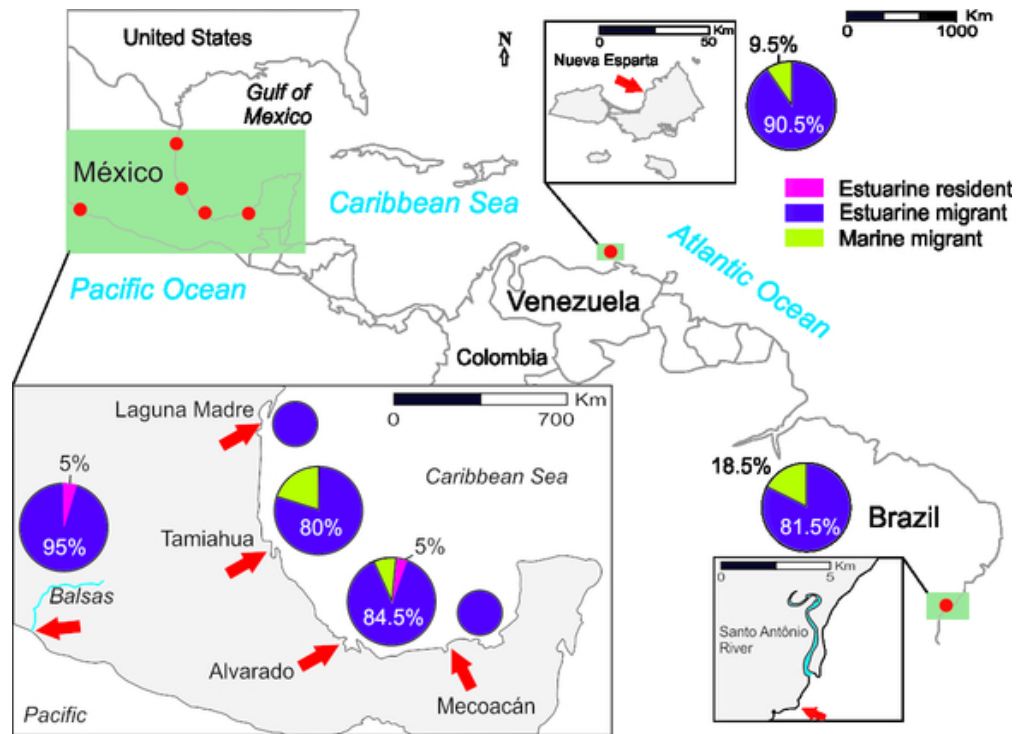 United States
Gulf of
Mexico
México
Pacific Ocean
Caribbean Sea
N
Km
0
50
Nueva Esparta
Km
0
1000
9.5%
90.5%
Estuarine resident
Estuarine migrant
Marine migrant
Atlantic Ocean
Venezuela
Colombia
Laguna Madre
Km
0
700
Caribbean Sea
5%
95%
80%
Tamiahua
5%
84.5%
Balsas
Alvarado
Mecoacán
Pacific
18.5%
81.5%
Brazil
Km
0
5
Santo Antônio
River